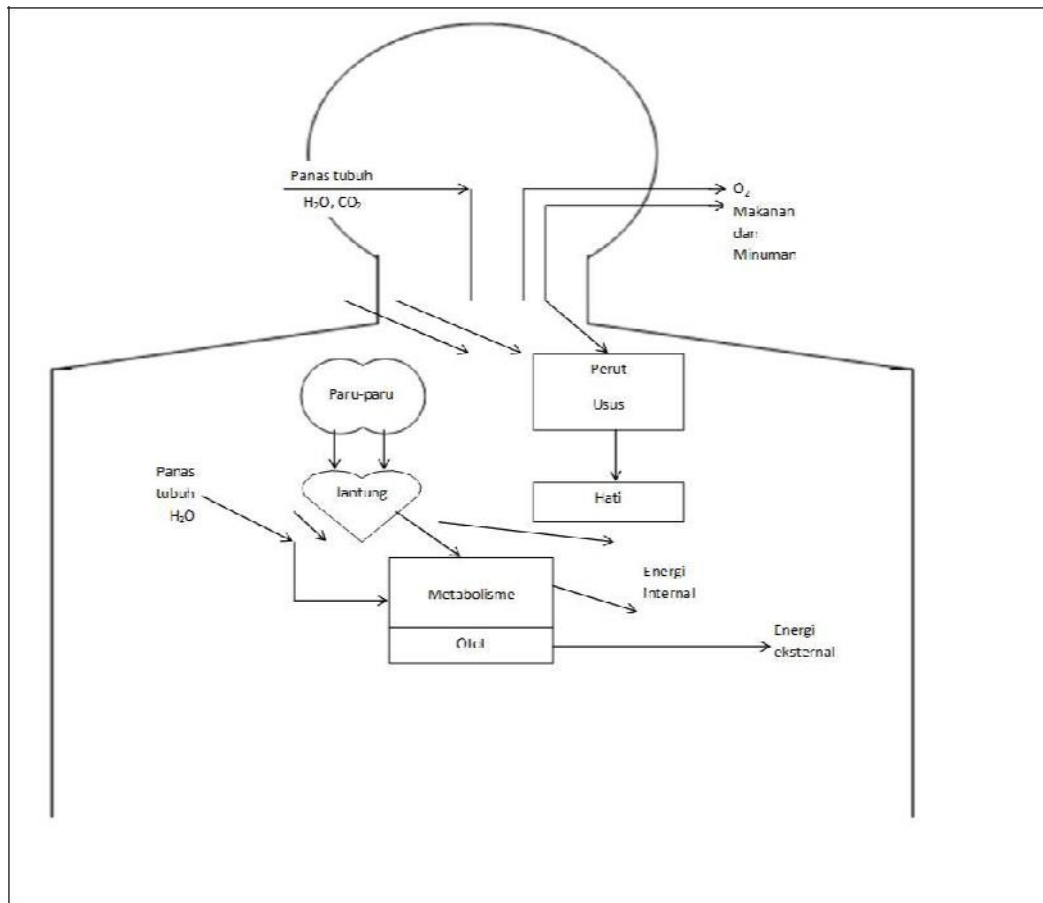 Panas tubuh
H₂O, CO₂
O₂
Makanan
dan
Minuman
Perut
Usus
Paru-paru
Jantung
Hati
Panas
tubuh
H₂O
Energi
Internal
Metabolisme
Otot
Energi
eksternal